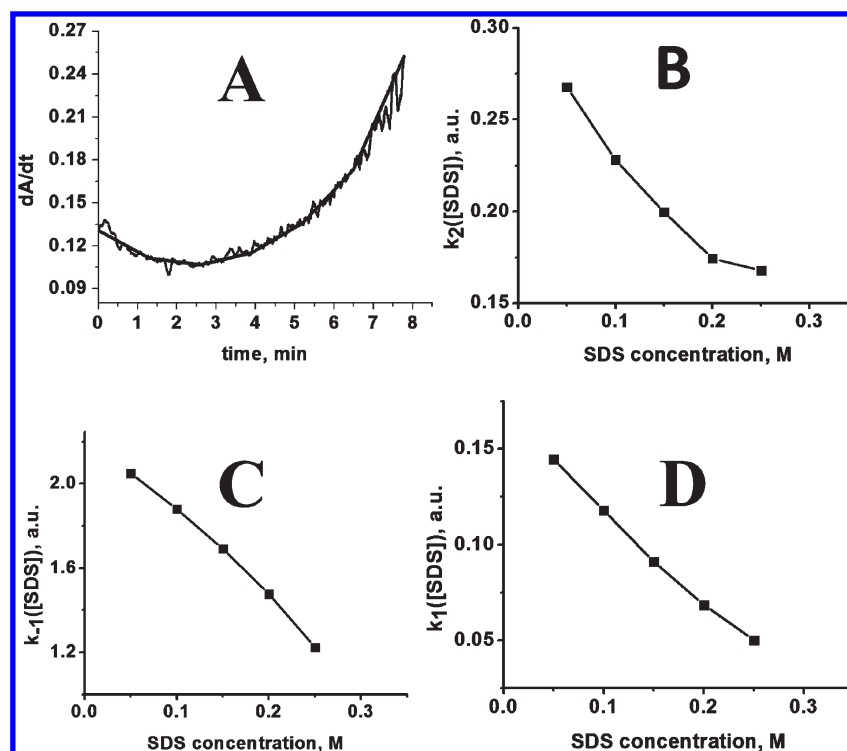 A
0.27
0.24
0.21
0.18
0.15
0.12
0.09
dA/dt
0 1 2 3 4 5 6 7 8
time, min
B
0.30
0.25
0.20
0.15
k2([SDS]), a.u.
0.0 0.1 0.2 0.3
SDS concentration, M
C
2.0
1.6
1.2
k-1([SDS]), a.u.
0.0 0.1 0.2 0.3
SDS concentration, M
D
0.15
0.10
0.05
k1([SDS]), a.u.
0.0 0.1 0.2 0.3
SDS concentration, M